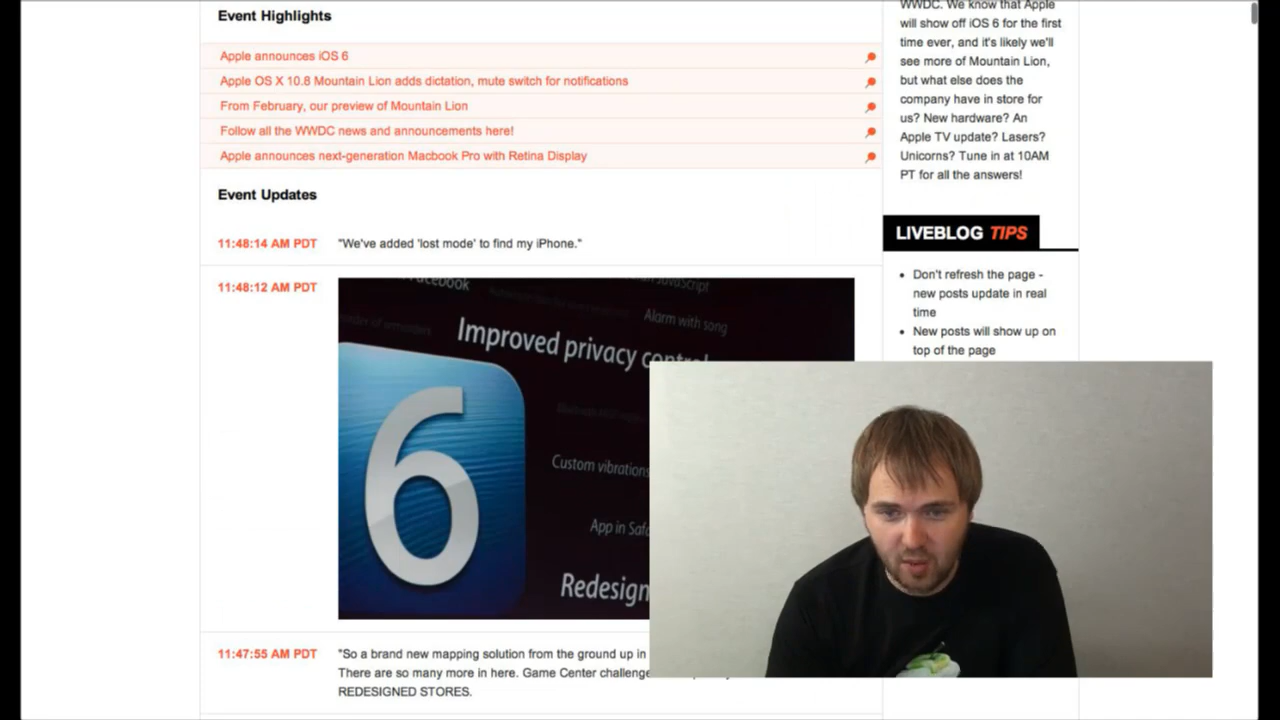 Event Highlights
Apple announces iOS 6
Apple OS X 10.8 Mountain Lion adds dictation, mute switch for notifications
From February, our preview of Mountain Lion
Follow all the WWDC news and announcements here!
Apple announces next-generation Macbook Pro with Retina Display
Event Updates
11:48:14 AM PDT "We've added 'lost mode' to find my iPhone."
11:48:12 AM PDT
Facebook
JavaScript
Alarm with song
Improved privacy
6
Custom vibrations
App in
11:47:55 AM PDT "So a brand new mapping solution from the ground up in
There are so many more in here. Game Center
REDESIGNED STORES.
WWDC. We know that Apple
will show off iOS 6 for the first
time ever, and it's likely we'll
see more of Mountain Lion,
but what else does the
company have in store for
us? New hardware? An
Apple TV update? Lasers?
Unicorns? Tune in at 10AM
PT for all the answers!
LIVEBLOG TIPS
• Don't refresh the page -
new posts update in real
time
• New posts will show up on
top of the page